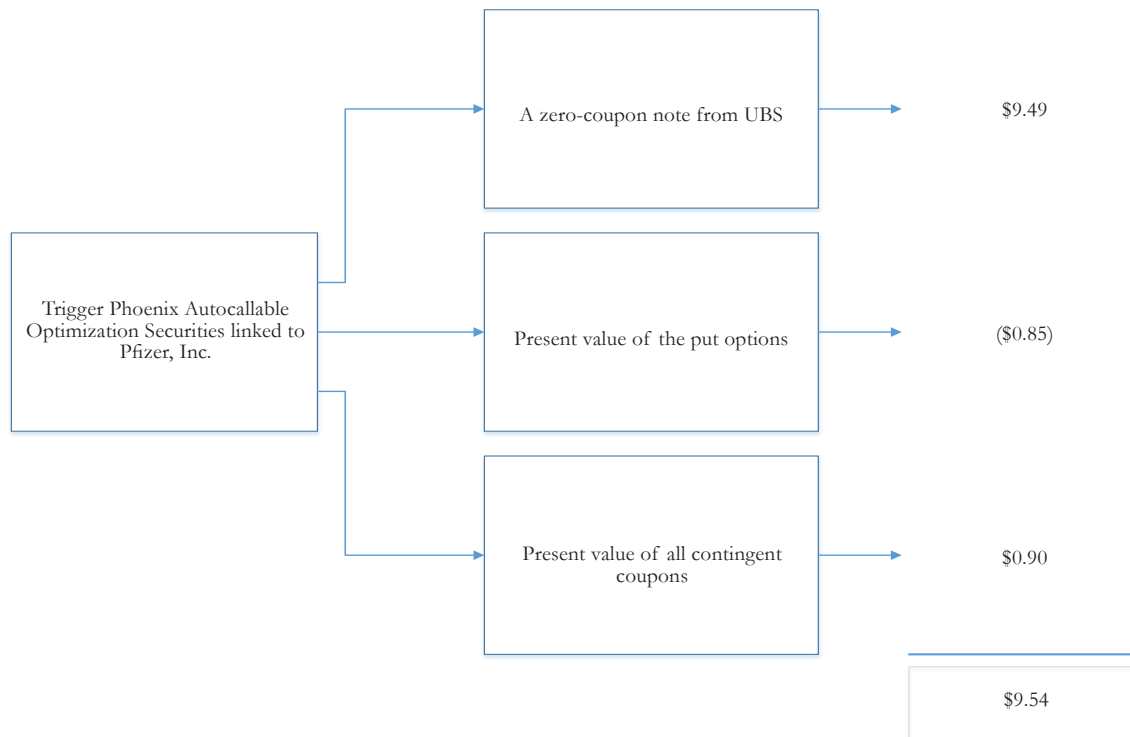 A zero-coupon note from UBS
$9.49
Trigger Phoenix Autocallable
Optimization Securities linked to
Pfizer, Inc.
Present value of the put options
($0.85)
Present value of all contingent
coupons
$0.90
$9.54